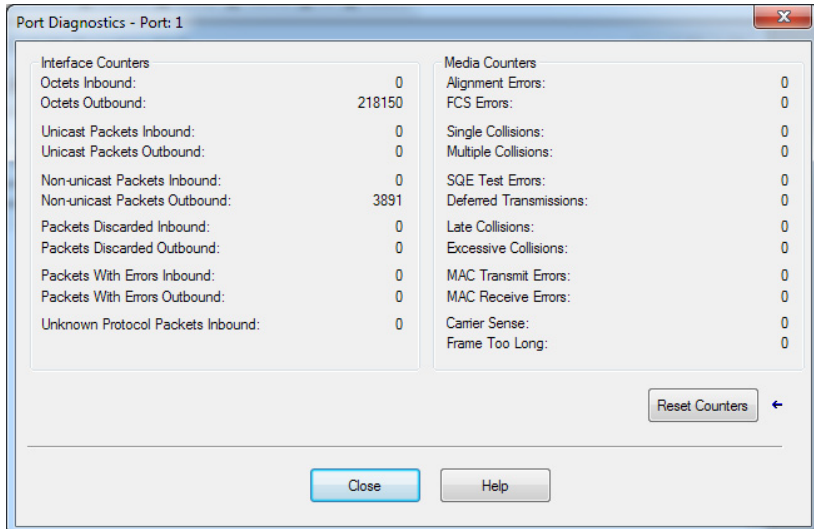 Port Diagnostics - Port: 1
Interface Counters
Octets Inbound: 0
Octets Outbound: 218150
Unicast Packets Inbound: 0
Unicast Packets Outbound: 0
Non-unicast Packets Inbound: 0
Non-unicast Packets Outbound: 3891
Packets Discarded Inbound: 0
Packets Discarded Outbound: 0
Packets With Errors Inbound: 0
Packets With Errors Outbound: 0
Unknown Protocol Packets Inbound: 0
Media Counters
Alignment Errors: 0
FCS Errors: 0
Single Collisions: 0
Multiple Collisions: 0
SQE Test Errors: 0
Deferred Transmissions: 0
Late Collisions: 0
Excessive Collisions: 0
MAC Transmit Errors: 0
MAC Receive Errors: 0
Carrier Sense: 0
Frame Too Long: 0
Reset Counters
Close
Help